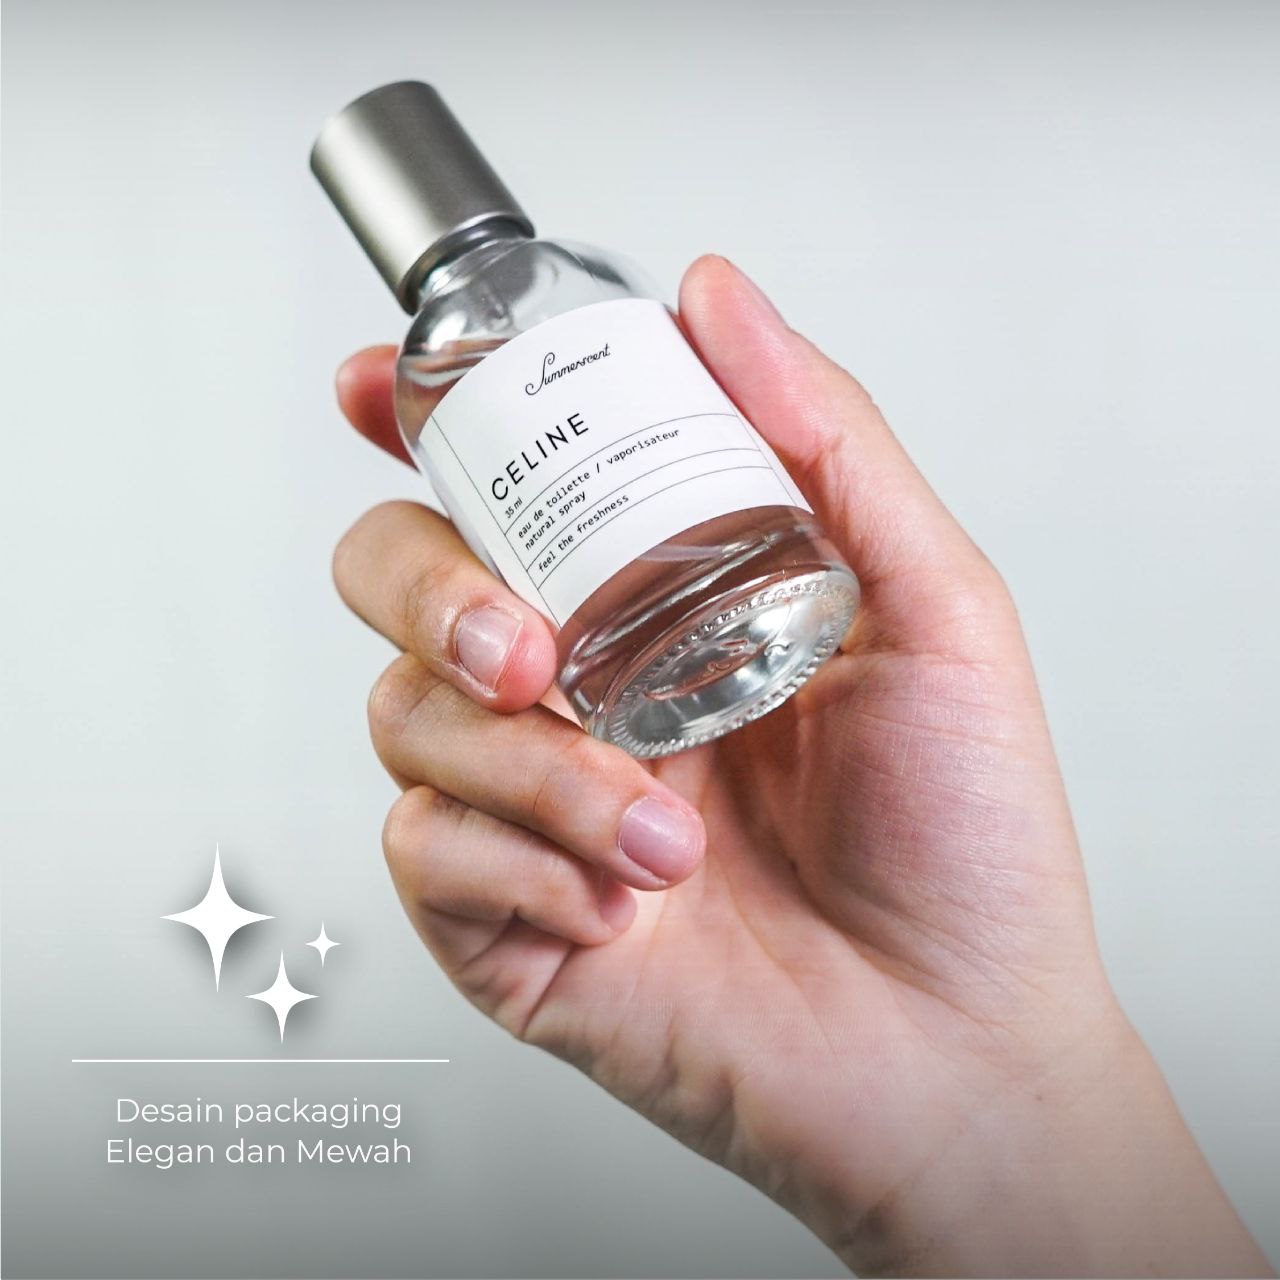 Summerscent
CELINE
35 ml
eau de toilette / vaporisateur
natural spray
feel the freshness
Desain packaging
Elegan dan Mewah